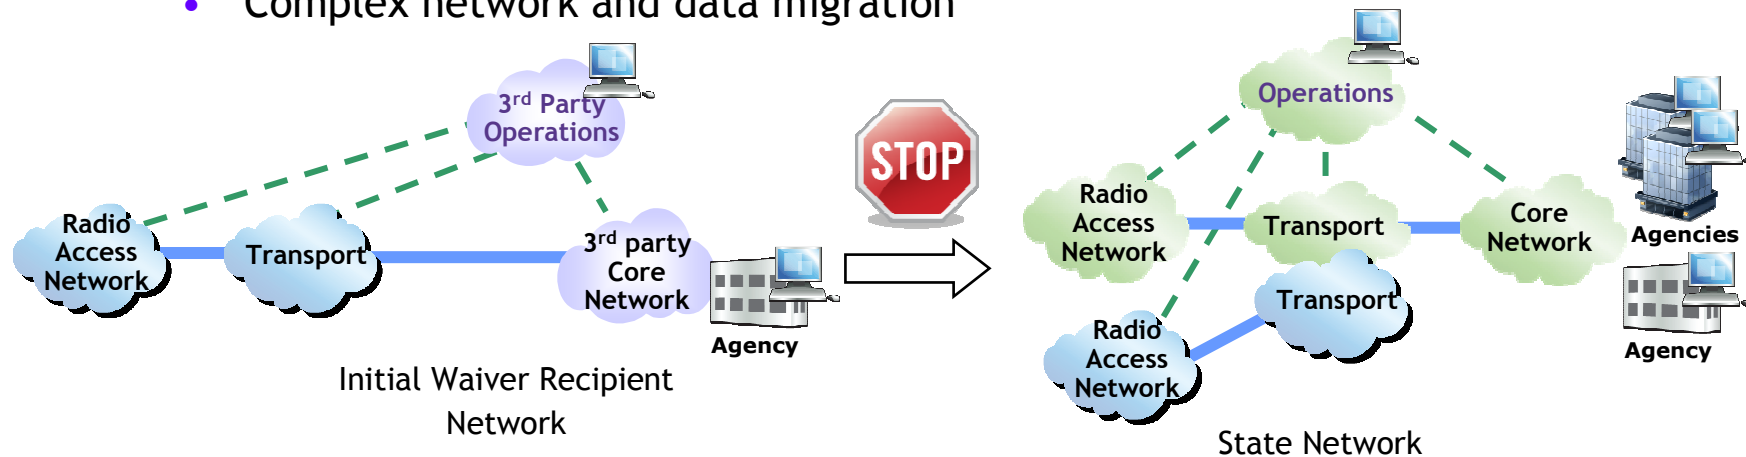 • Complex network and data migration
3rd Party
Operations
Radio
Access
Network
Transport
3rd party
Core
Network
Agency
Initial Waiver Recipient
Network
STOP
Operations
Radio
Access
Network
Transport
Core
Network
Agencies
Transport
Radio
Access
Network
Agency
State Network